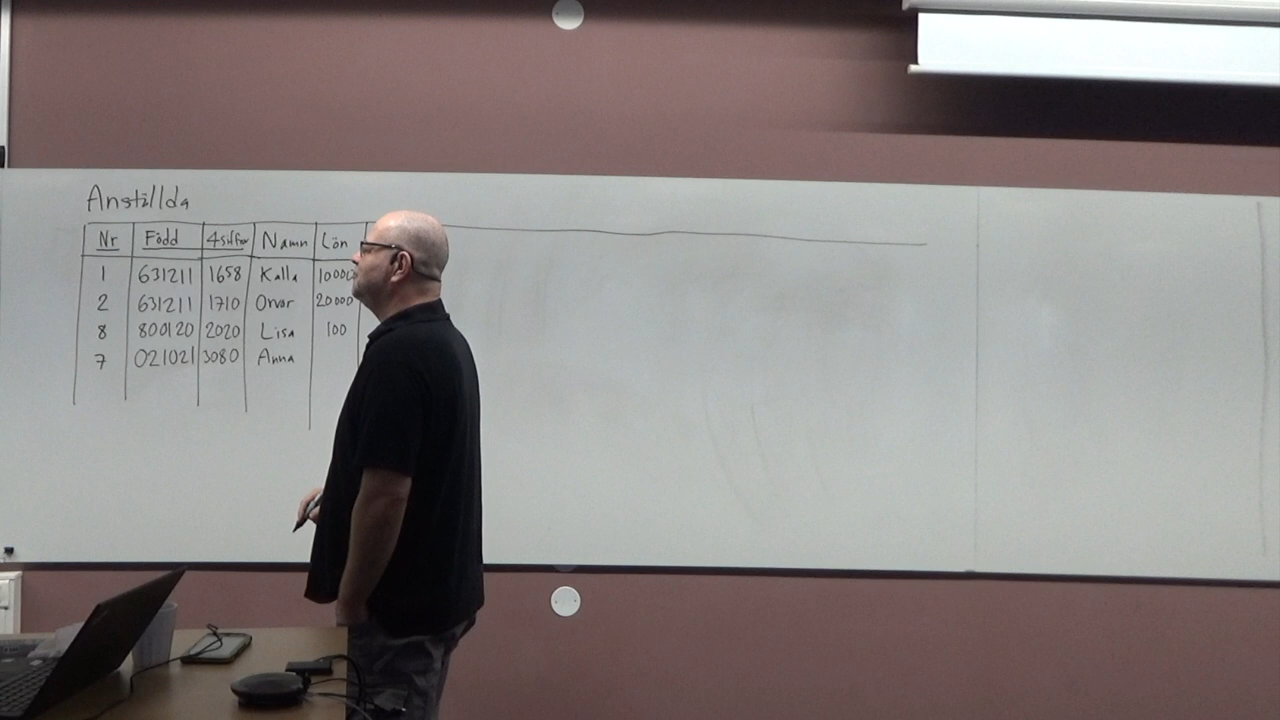 Anställda
Nr Född 4siffor Namn Lön
1 631211 1658 Kalla 10000
2 631211 1710 Orvar 20000
8 800120 2020 Lisa 100
7 021021 3080 Anna